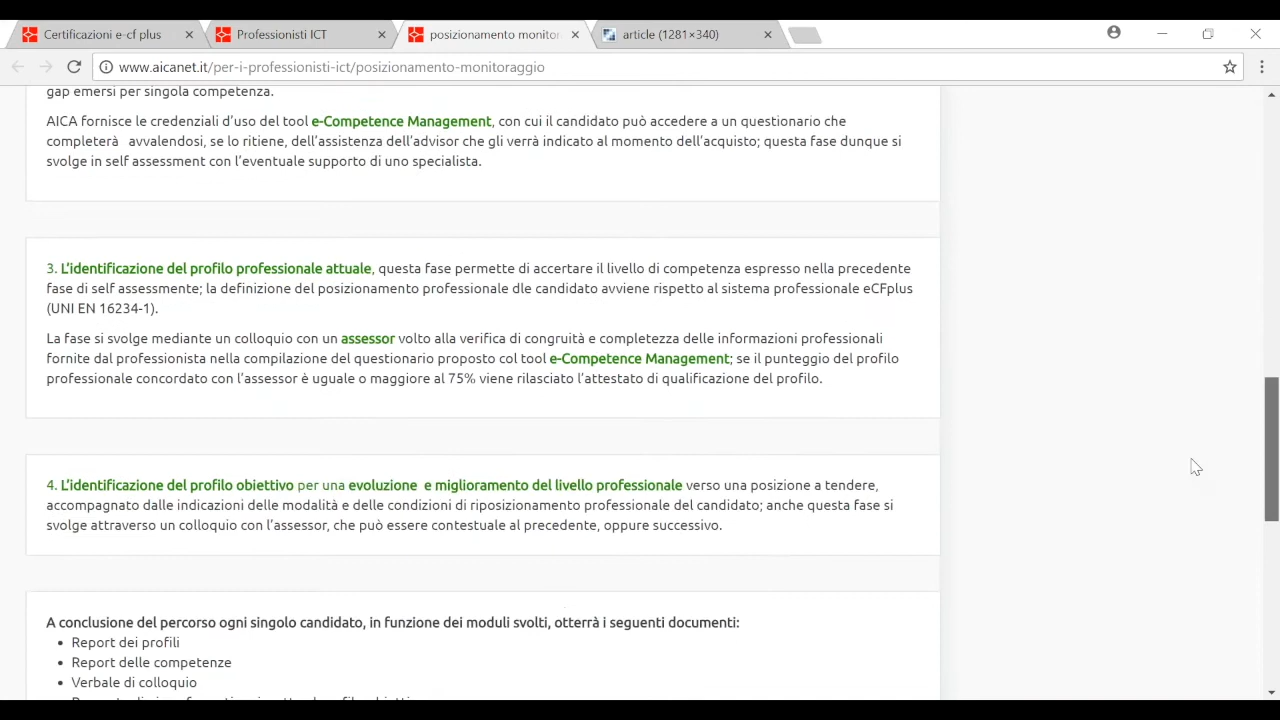 Certificazioni e-cf plus
Professionisti ICT
posizionamento monitor
article (1281×340)
www.aicanet.it/per-i-professionisti-ict/posizionamento-monitoraggio
gap emersi per singola competenza.
AICA fornisce le credenziali d'uso del tool e-Competence Management, con cui il candidato può accedere a un questionario che
completerà avvalendosi, se lo ritiene, dell'assistenza dell'advisor che gli verrà indicato al momento dell'acquisto; questa fase dunque si
svolge in self assessment con l'eventuale supporto di uno specialista.
3. L'identificazione del profilo professionale attuale, questa fase permette di accertare il livello di competenza espresso nella precedente
fase di self assessmente; la definizione del posizionamento professionale dle candidato avviene rispetto al sistema professionale eCFplus
(UNI EN 16234-1).
La fase si svolge mediante un colloquio con un assessor volto alla verifica di congruità e completezza delle informazioni professionali
fornite dal professionista nella compilazione del questionario proposto col tool e-Competence Management; se il punteggio del profilo
professionale concordato con l'assessor è uguale o maggiore al 75% viene rilasciato l'attestato di qualificazione del profilo.
4. L'identificazione del profilo obiettivo per una evoluzione e miglioramento del livello professionale verso una posizione a tendere,
accompagnato dalle indicazioni delle modalità e delle condizioni di riposizionamento professionale del candidato; anche questa fase si
svolge attraverso un colloquio con l'assessor, che può essere contestuale al precedente, oppure successivo.
A conclusione del percorso ogni singolo candidato, in funzione dei moduli svolti, otterrà i seguenti documenti:
• Report dei profili
• Report delle competenze
• Verbale di colloquio